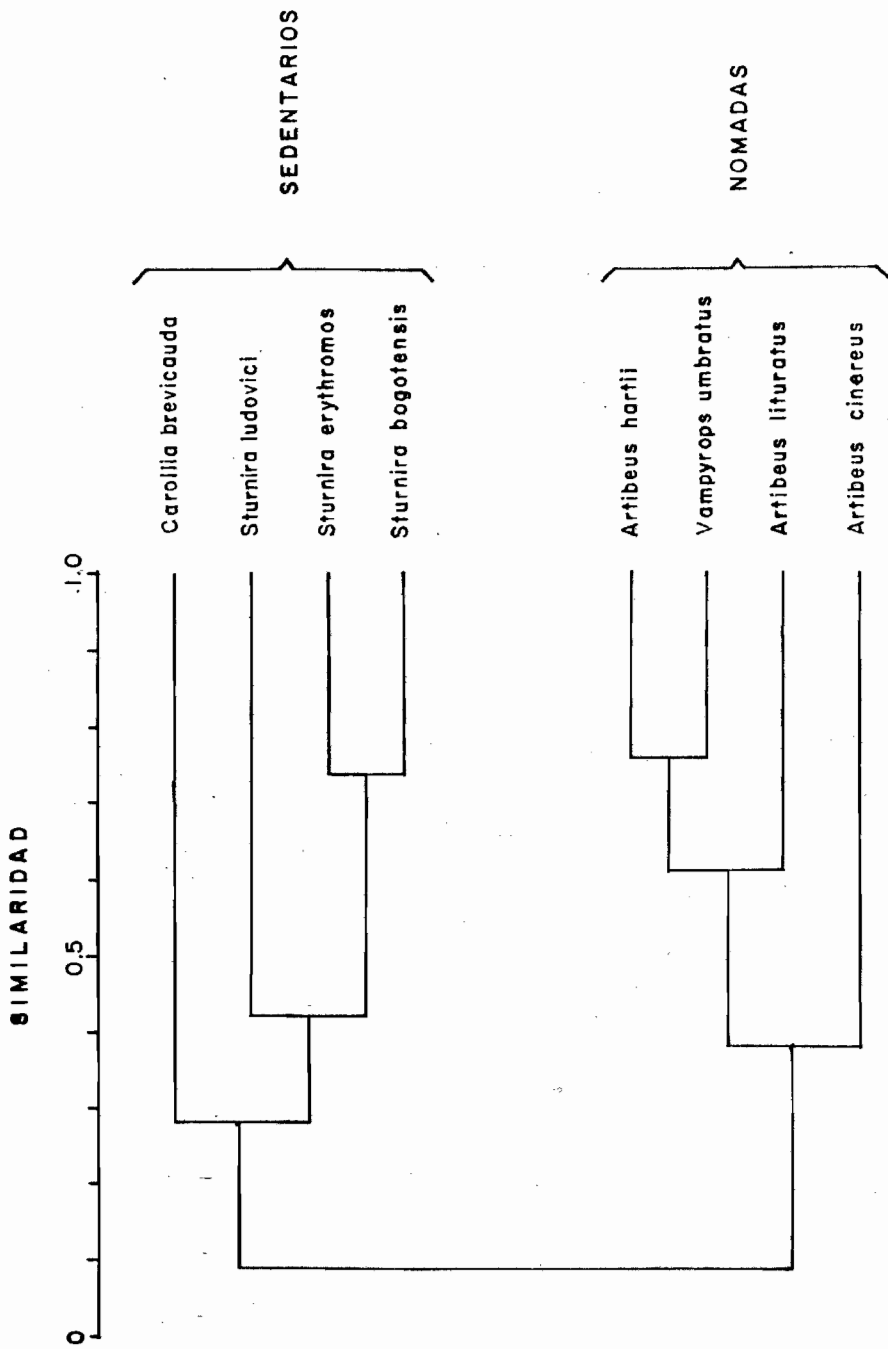 SIMILARIDAD
0
0.5
1.0
Carollia brevicauda
Sturnira ludovici
Sturnira erythromos
Sturnira bogotensis
SEDENTARIOS
Artibeus hartii
Vampyrops umbratus
Artibeus lituratus
Artibeus cinereus
NOMADAS